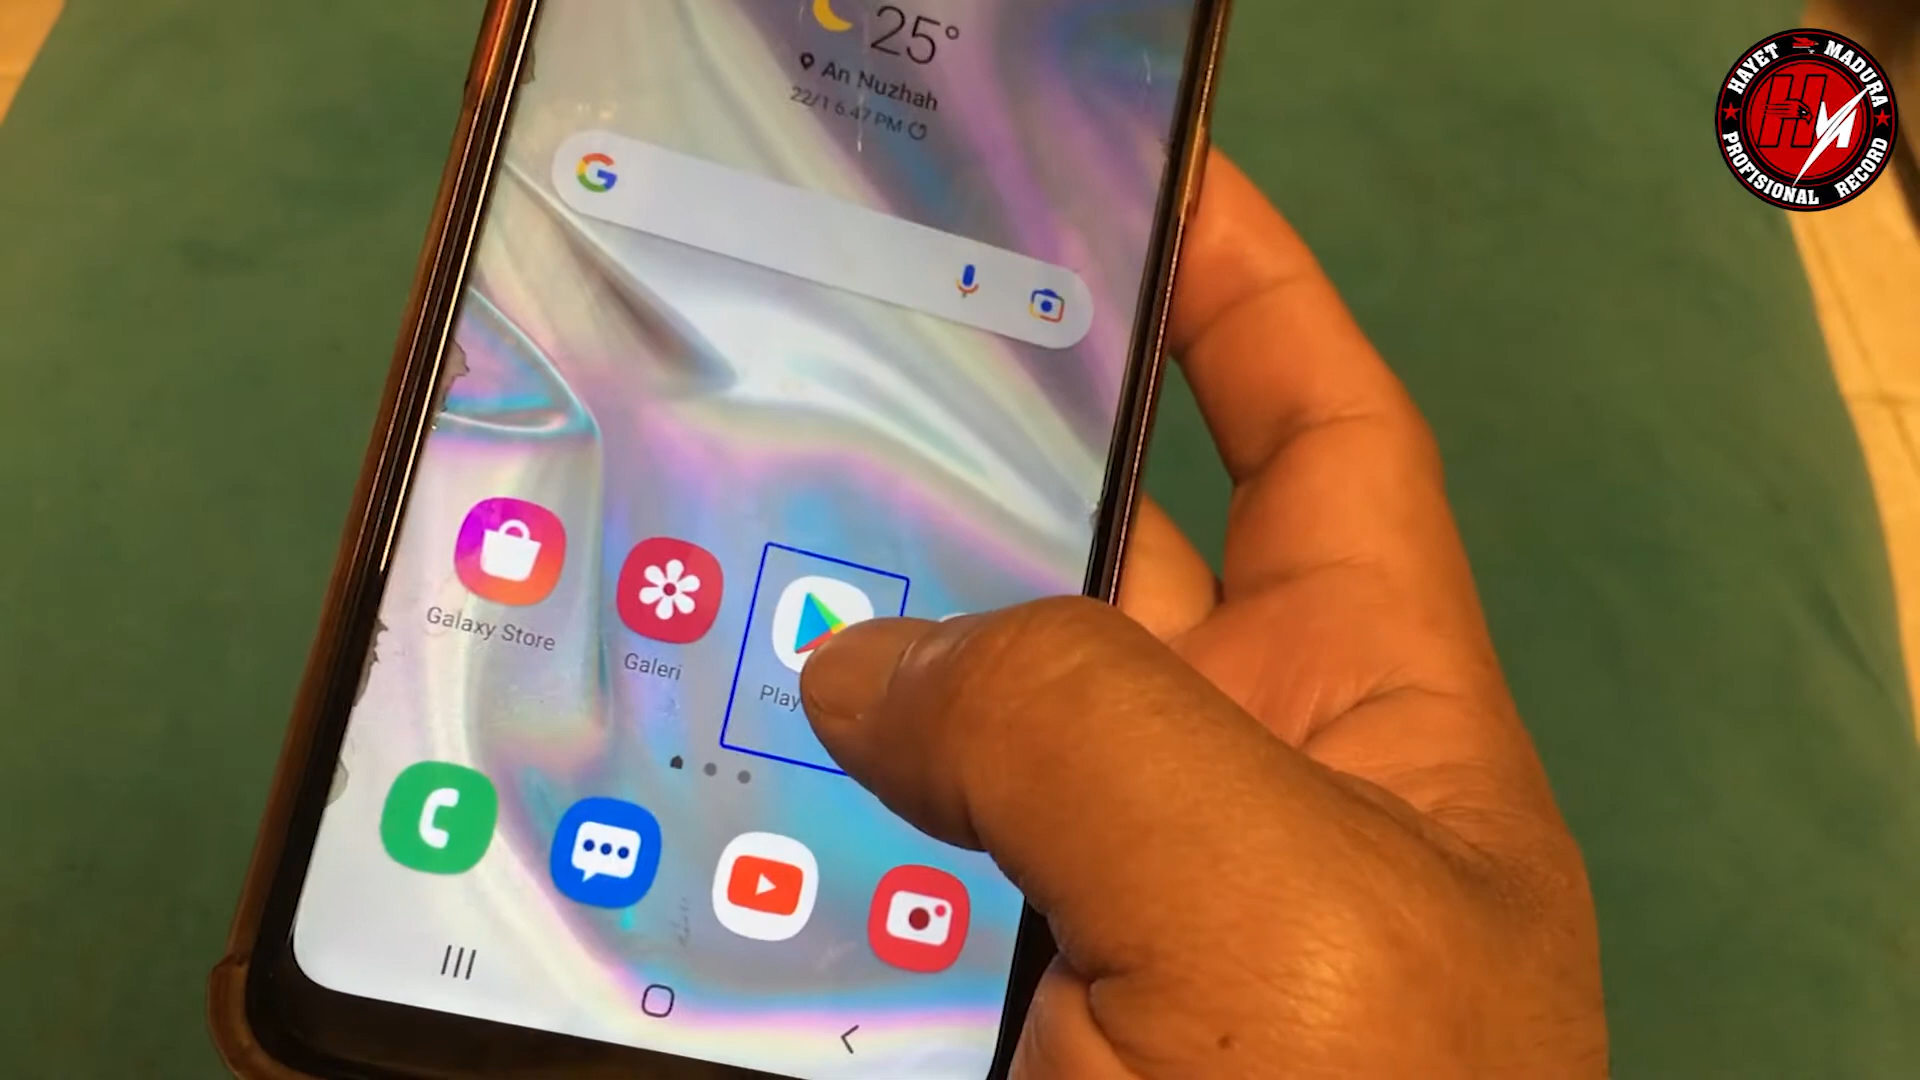 25°
An Nuzhah
22/1 6.47 PM
Galaxy Store
Galeri
Play
HAYET MADURA
PROFISIONAL RECORD